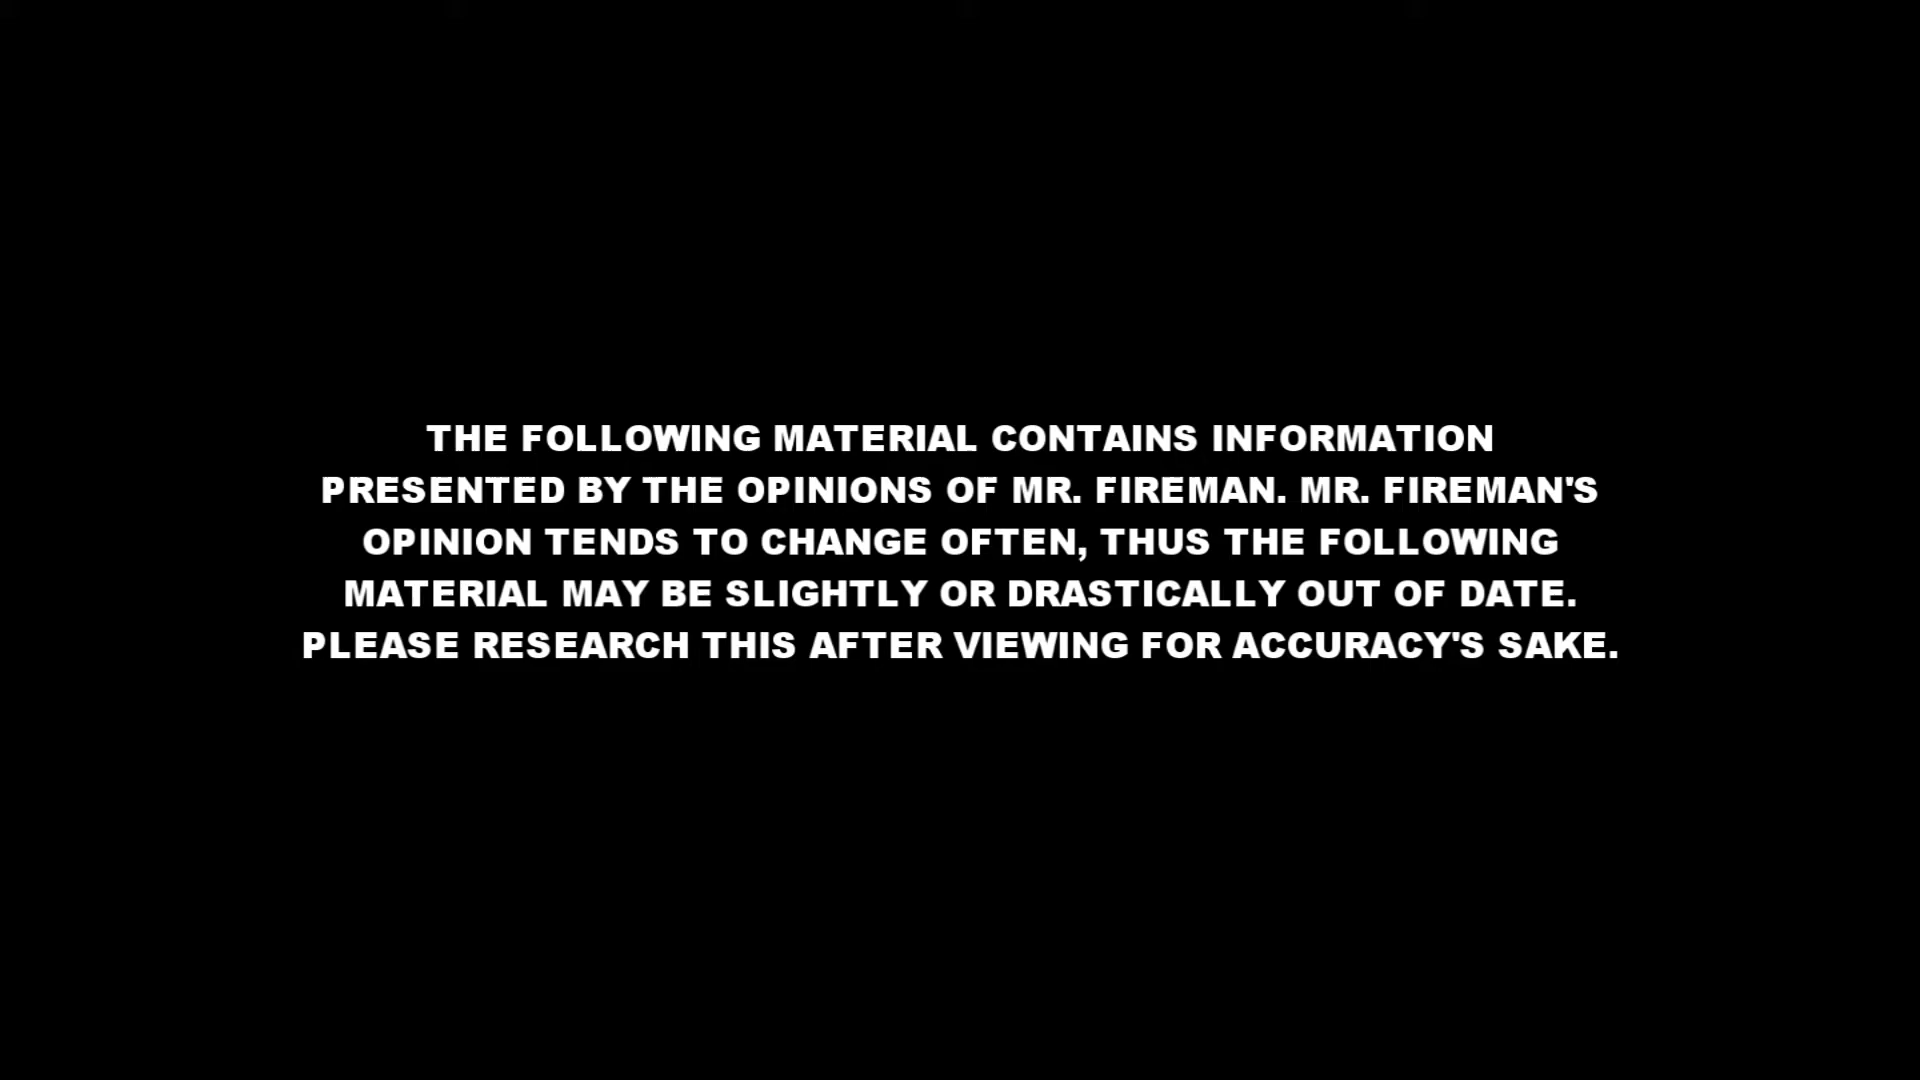 THE FOLLOWING MATERIAL CONTAINS INFORMATION
PRESENTED BY THE OPINIONS OF MR. FIREMAN. MR. FIREMAN'S
OPINION TENDS TO CHANGE OFTEN, THUS THE FOLLOWING
MATERIAL MAY BE SLIGHTLY OR DRASTICALLY OUT OF DATE.
PLEASE RESEARCH THIS AFTER VIEWING FOR ACCURACY'S SAKE.